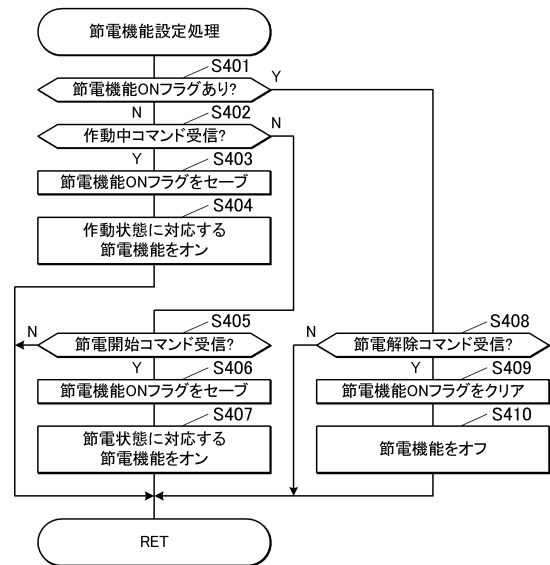 節電機能設定処理
S401
節電機能ONフラグあり?
Y
N
S402
作動中コマンド受信?
N
Y
S403
節電機能ONフラグをセーブ
S404
作動状態に対応する
節電機能をオン
S405
N
節電開始コマンド受信?
Y
S406
節電機能ONフラグをセーブ
S407
節電状態に対応する
節電機能をオン
S408
N
節電解除コマンド受信?
Y
S409
節電機能ONフラグをクリア
S410
節電機能をオフ
RET